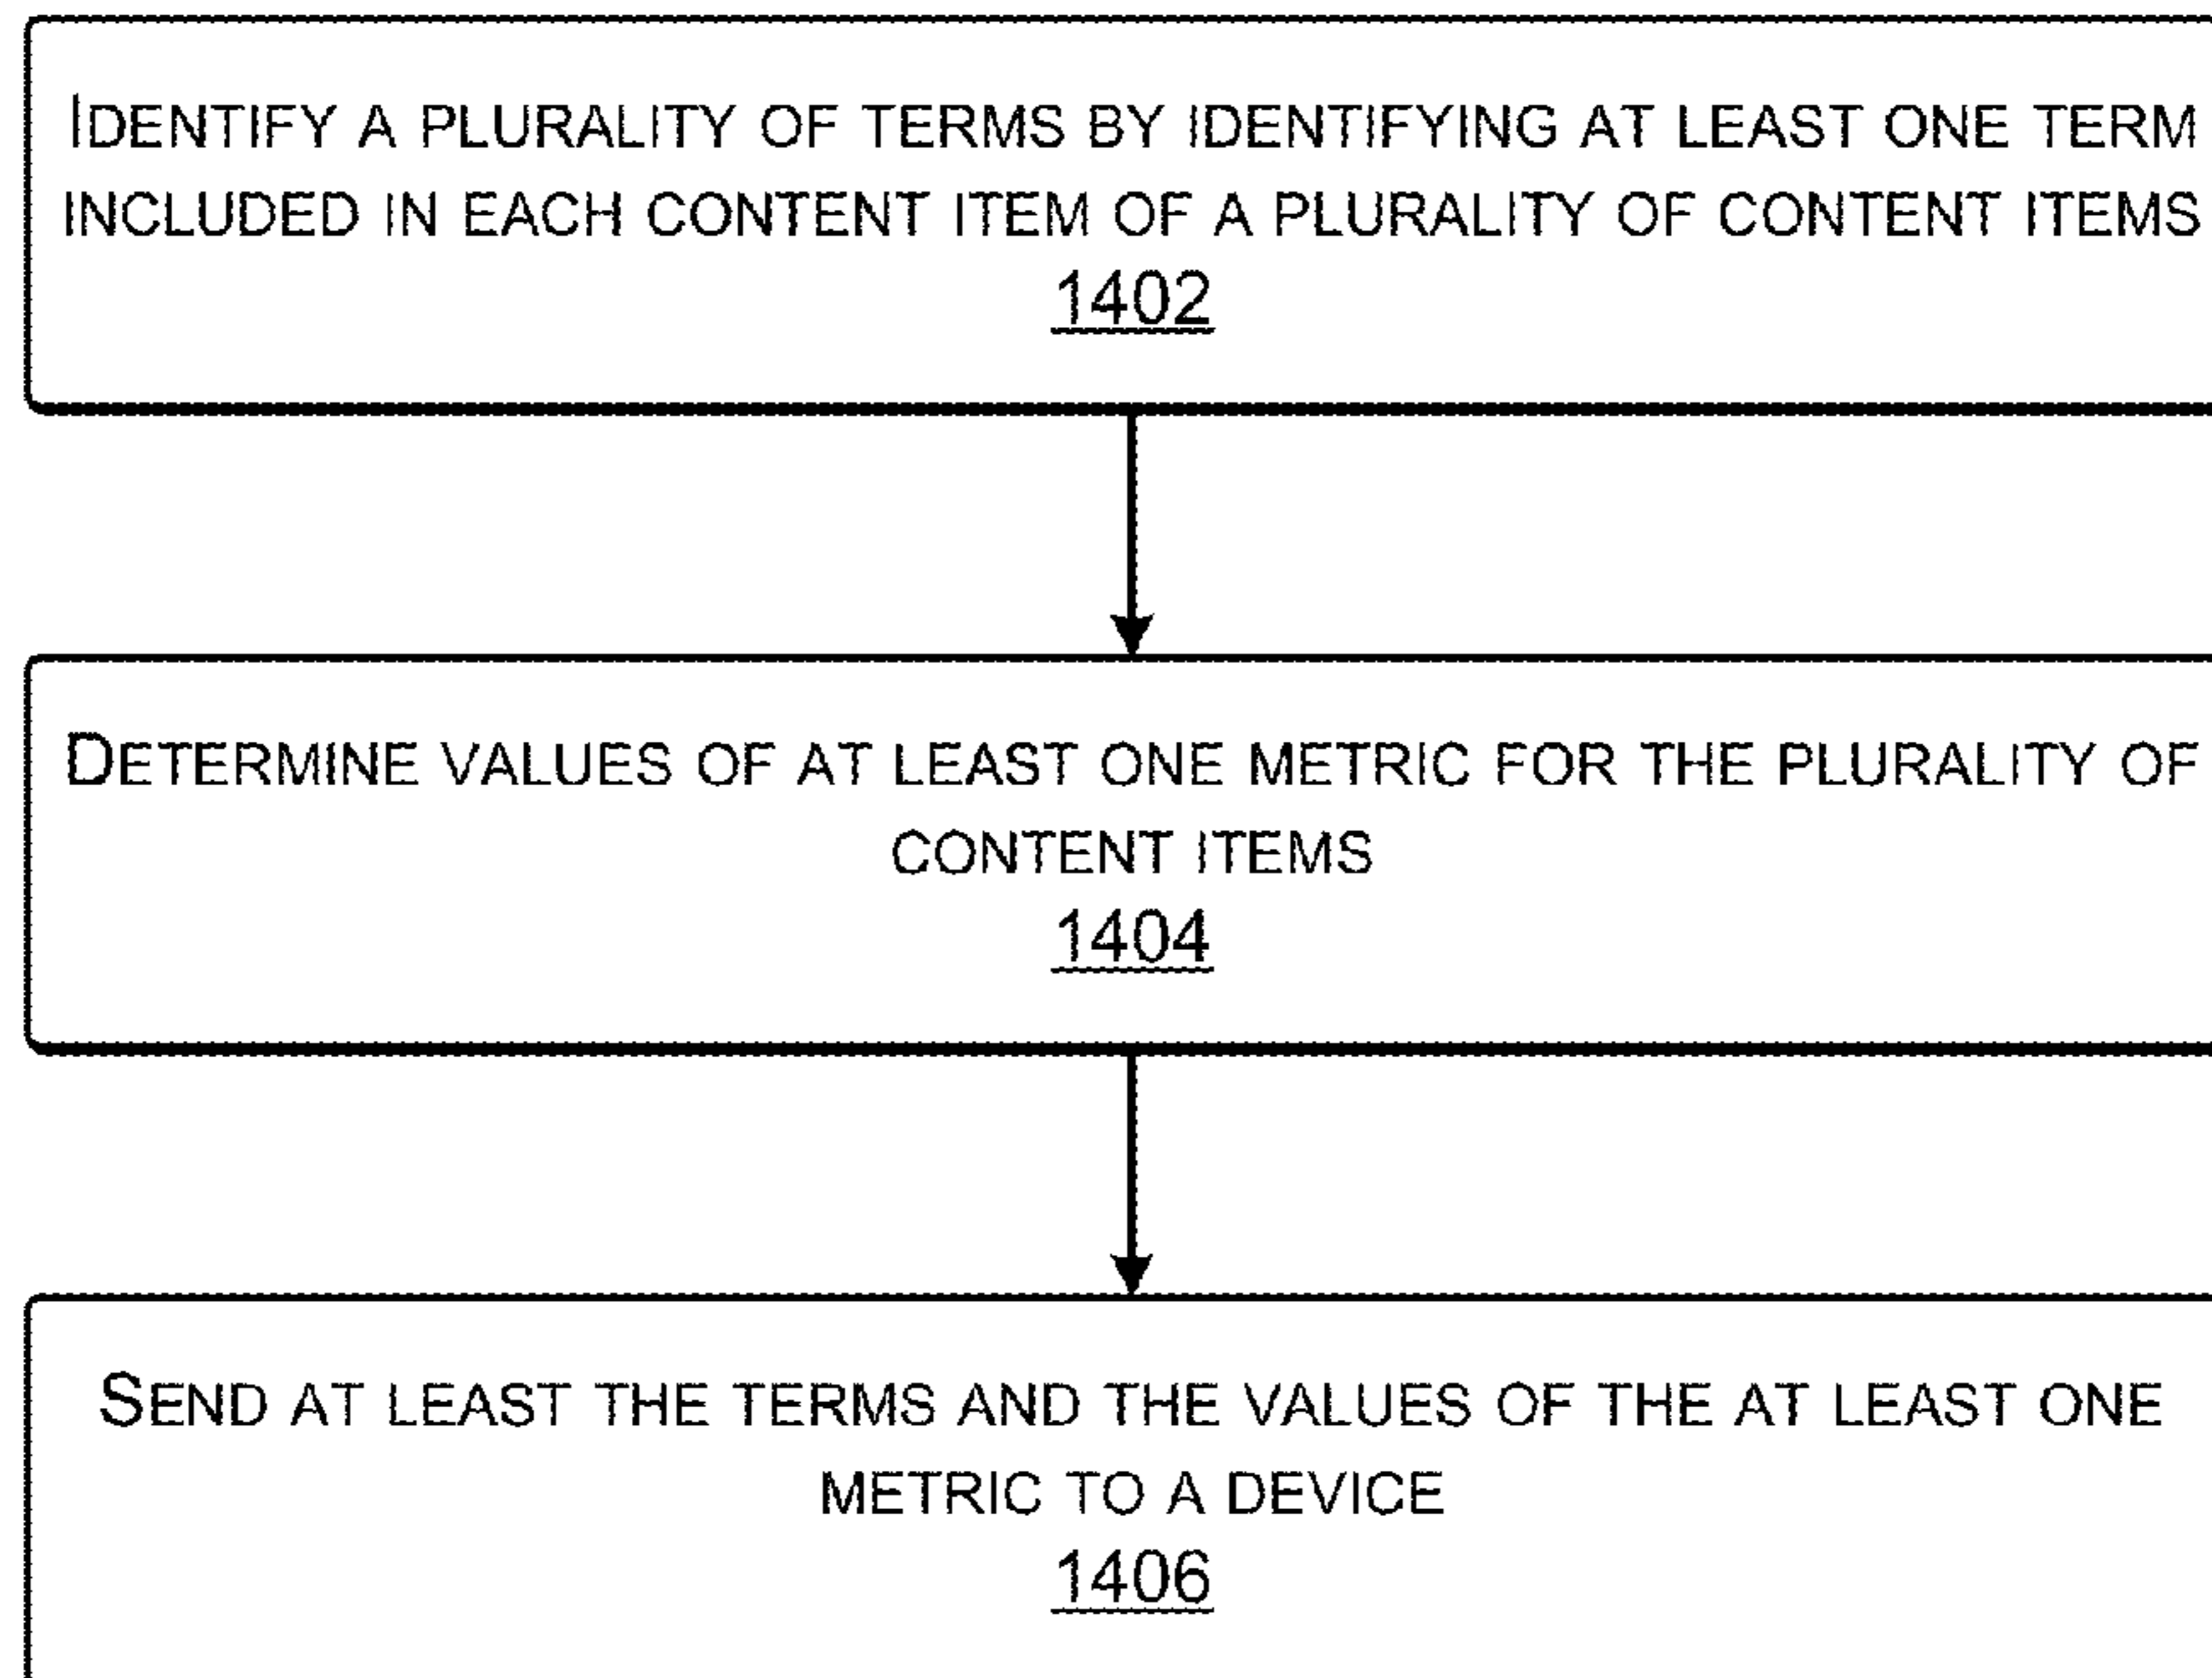 IDENTIFY A PLURALITY OF TERMS BY IDENTIFYING AT LEAST ONE TERM
INCLUDED IN EACH CONTENT ITEM OF A PLURALITY OF CONTENT ITEMS
1402
DETERMINE VALUES OF AT LEAST ONE METRIC FOR THE PLURALITY OF
CONTENT ITEMS
1404
SEND AT LEAST THE TERMS AND THE VALUES OF THE AT LEAST ONE
METRIC TO A DEVICE
1406